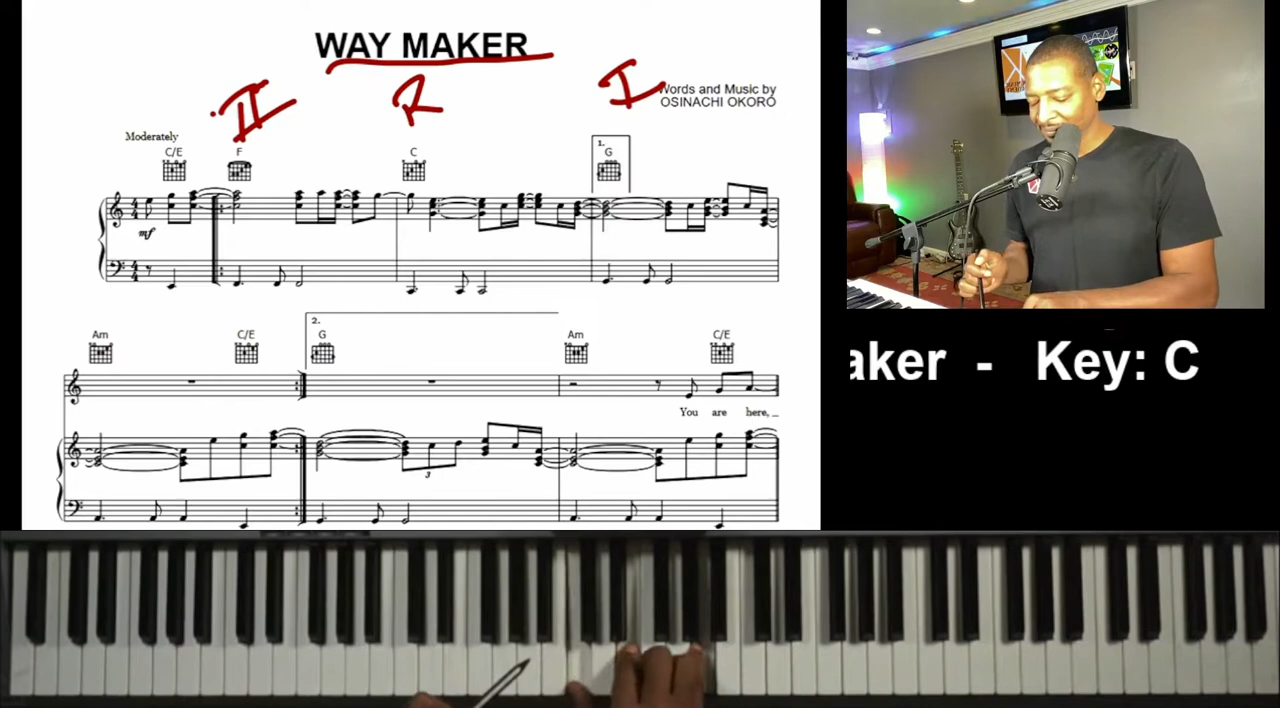 WAY MAKER
II R I
Words and Music by
OSINACHI OKORO
Moderately
C/E F C 1. G
mf
Am C/E 2. G Am C/E
You are here,
3
aker - Key: C